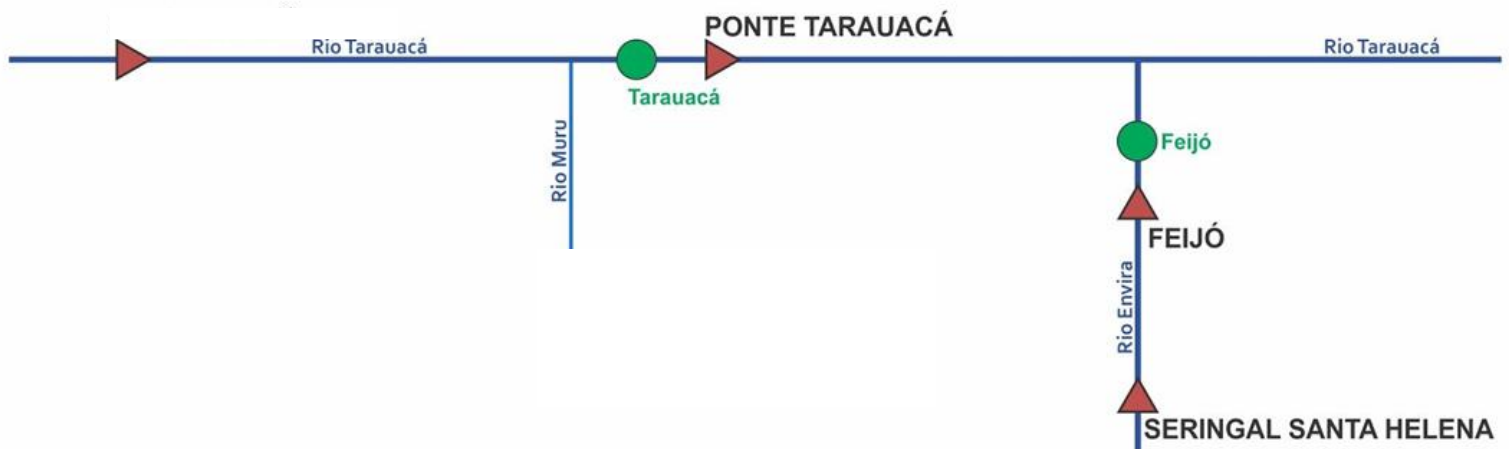 PONTE TARAUACÁ
Rio Tarauacá
Rio Tarauacá
Tarauacá
Rio Muru
Feijó
FEIJÓ
Rio Envira
SERINGAL SANTA HELENA